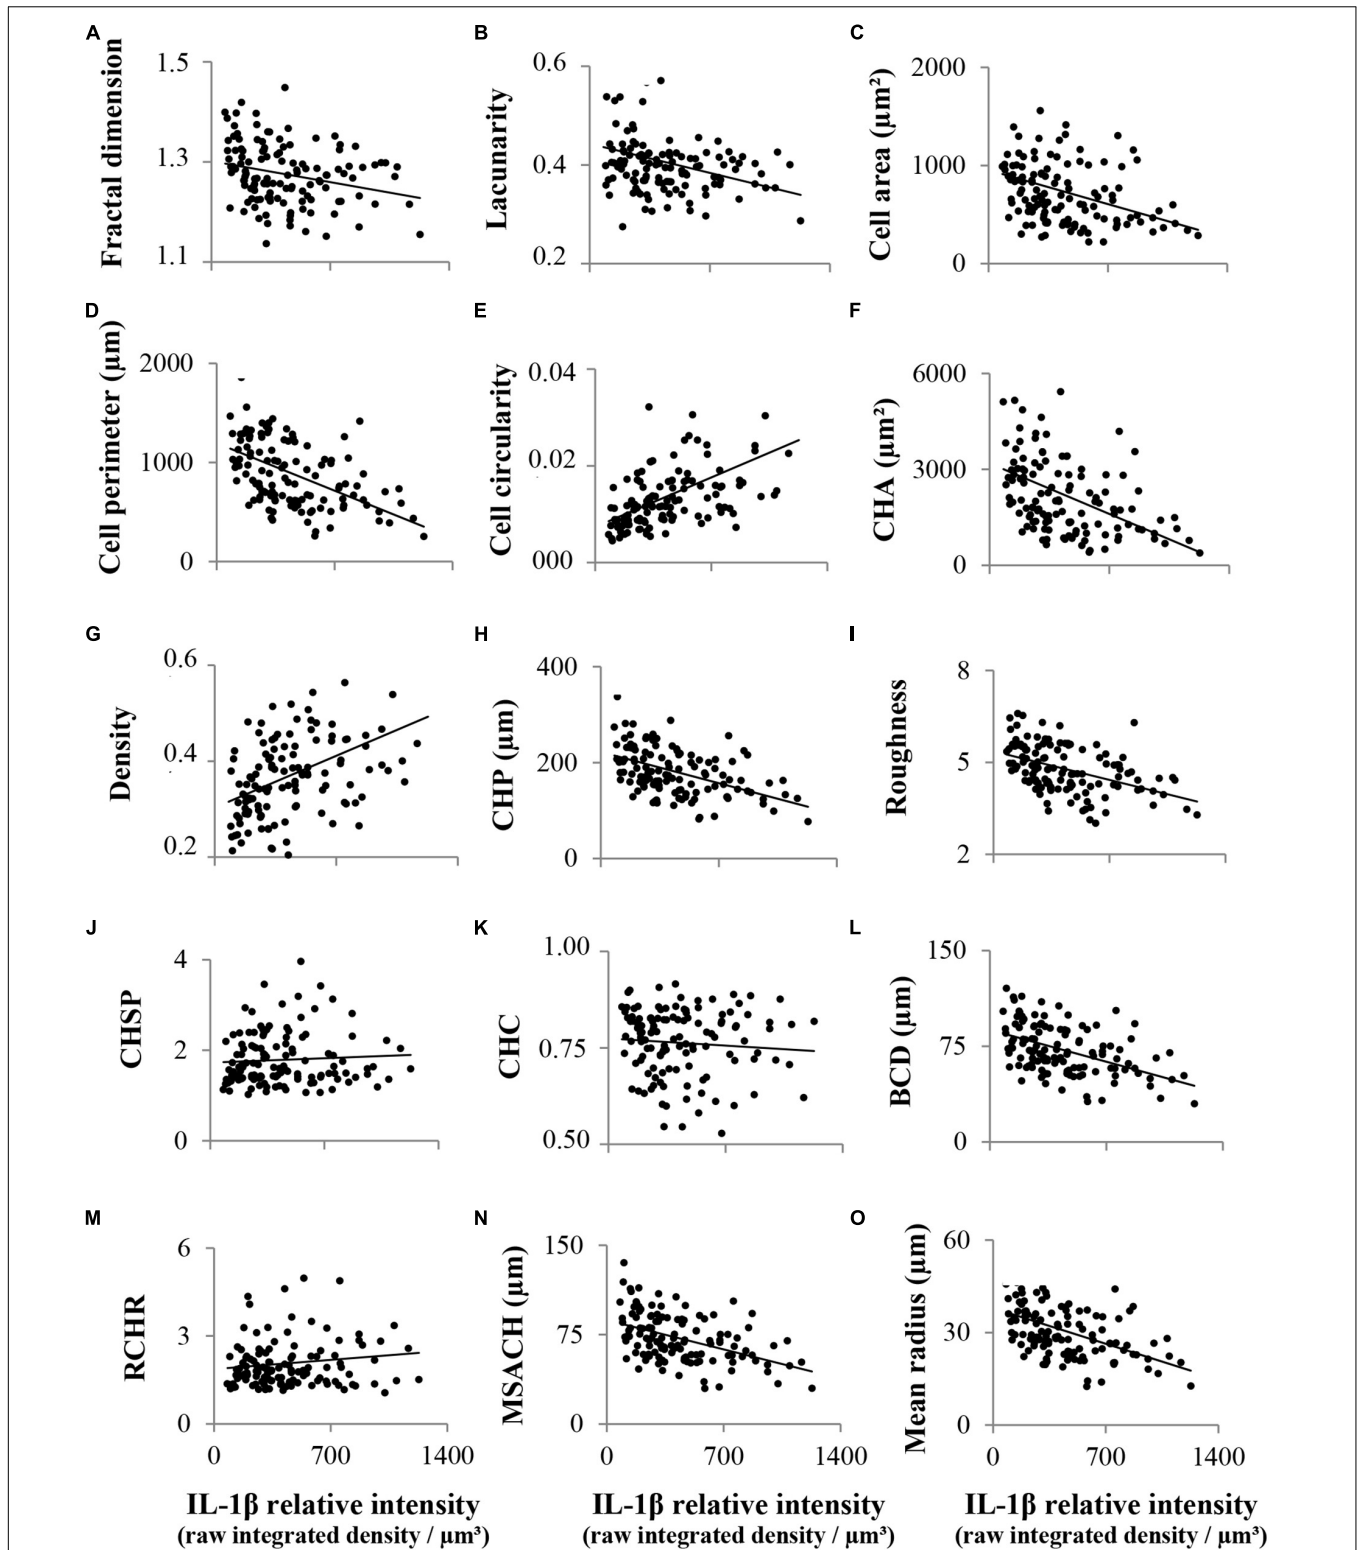 A
Fractal dimension
1.5
1.3
1.1
B
Lacunarity
0.6
0.4
0.2
C
Cell area (µm²)
2000
1000
0
D
Cell perimeter (µm)
2000
1000
0
E
Cell circularity
0.04
0.02
000
F
CHA (µm²)
6000
3000
0
G
Density
0.6
0.4
0.2
H
CHP (µm)
400
200
0
I
Roughness
8
5
2
J
CHSP
4
2
0
K
CHC
1.00
0.75
0.50
L
BCD (µm)
150
75
0
M
RCHR
6
3
0
0 700 1400
IL-1β relative intensity
(raw integrated density / µm³)
N
MSACH (µm)
150
75
0
0 700 1400
IL-1β relative intensity
(raw integrated density / µm³)
O
Mean radius (µm)
60
30
0
0 700 1400
IL-1β relative intensity
(raw integrated density / µm³)